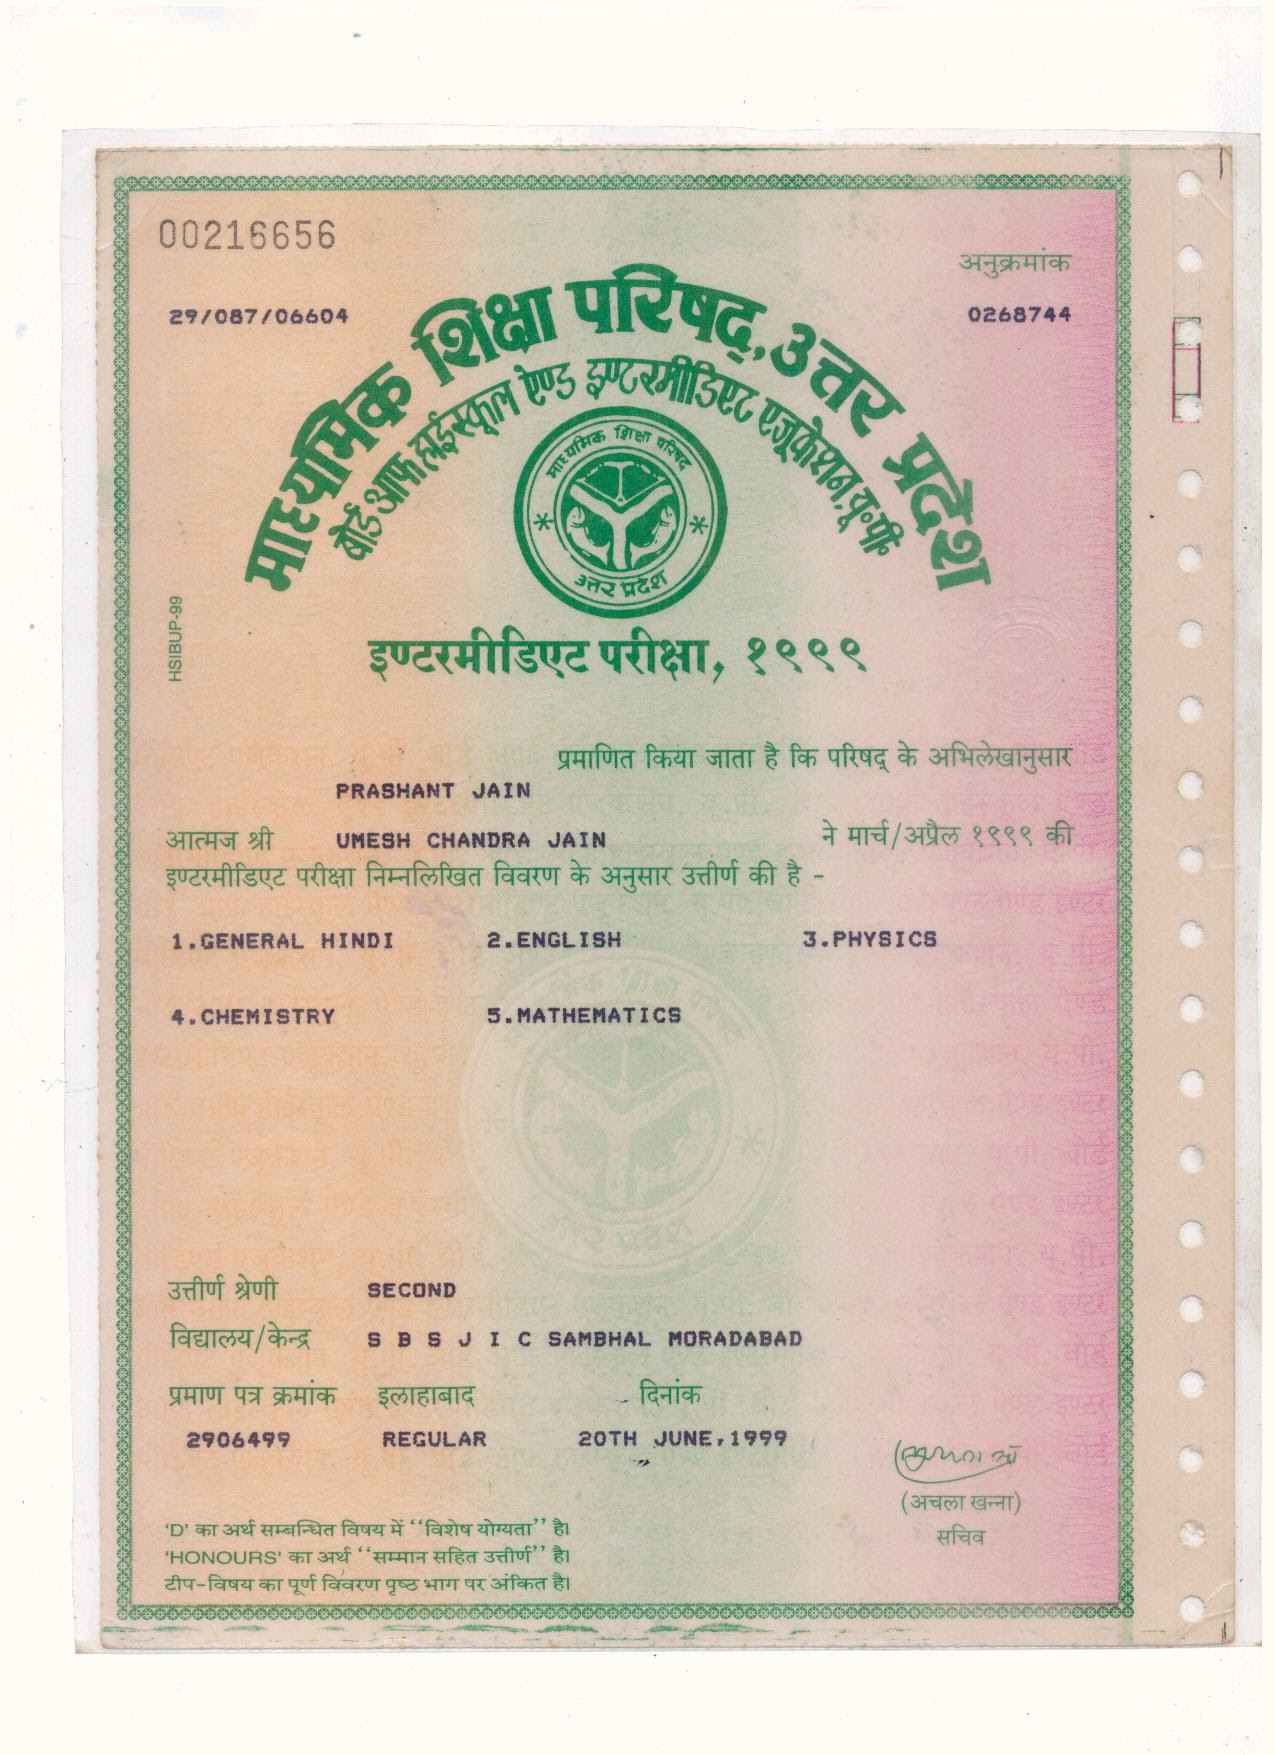 00216656
अनुक्रमांक
29/087/06604
0268744
माध्यमिक शिक्षा परिषद्, उत्तर प्रदेश
बोर्ड आफ हाईस्कूल ऐण्ड इण्टरमीडिएट एजूकेशन, यू॰पी॰
माध्यमिक शिक्षा परिषद
उत्तर प्रदेश
HSIBUP-99
इण्टरमीडिएट परीक्षा, १९९९
प्रमाणित किया जाता है कि परिषद् के अभिलेखानुसार
PRASHANT JAIN
आत्मज श्री UMESH CHANDRA JAIN ने मार्च/अप्रैल १९९९ की
इण्टरमीडिएट परीक्षा निम्नलिखित विवरण के अनुसार उत्तीर्ण की है -
1.GENERAL HINDI 2.ENGLISH 3.PHYSICS
4.CHEMISTRY 5.MATHEMATICS
उत्तीर्ण श्रेणी SECOND
विद्यालय/केन्द्र S B S J I C SAMBHAL MORADABAD
प्रमाण पत्र क्रमांक इलाहाबाद दिनांक
2906499 REGULAR 20TH JUNE,1999
(अचला खन्ना)
सचिव
'D' का अर्थ सम्बन्धित विषय में ‘‘विशेष योग्यता’’ है।
'HONOURS' का अर्थ ‘‘सम्मान सहित उत्तीर्ण’’ है।
टीप-विषय का पूर्ण विवरण पृष्ठ भाग पर अंकित है।